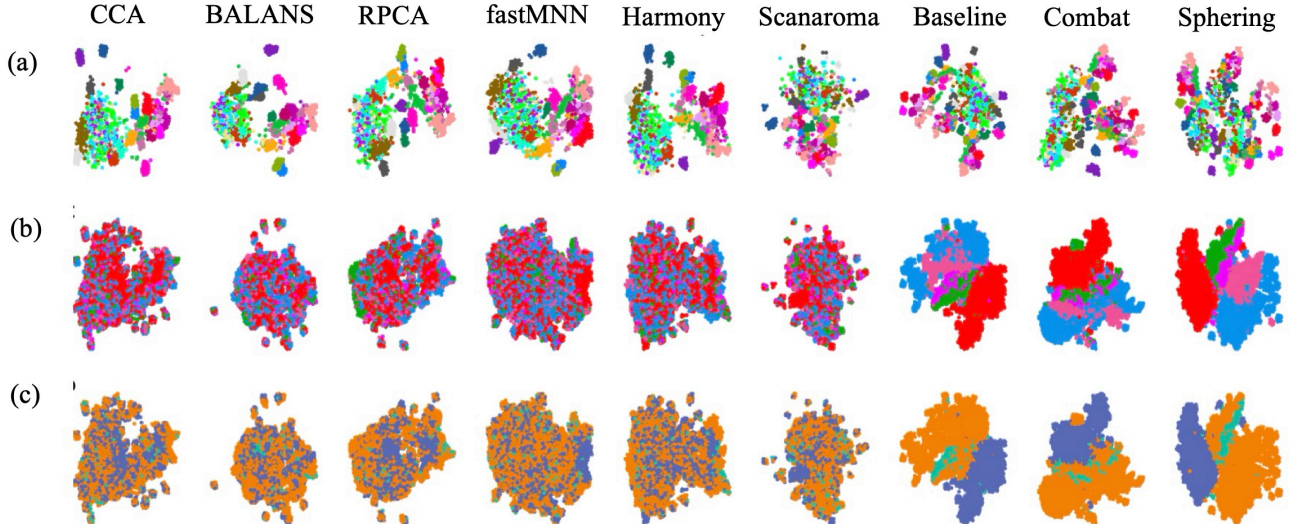 CCA BALANS RPCA fastMNN Harmony Scanaroma Baseline Combat Sphering
(a)
(b)
(c)